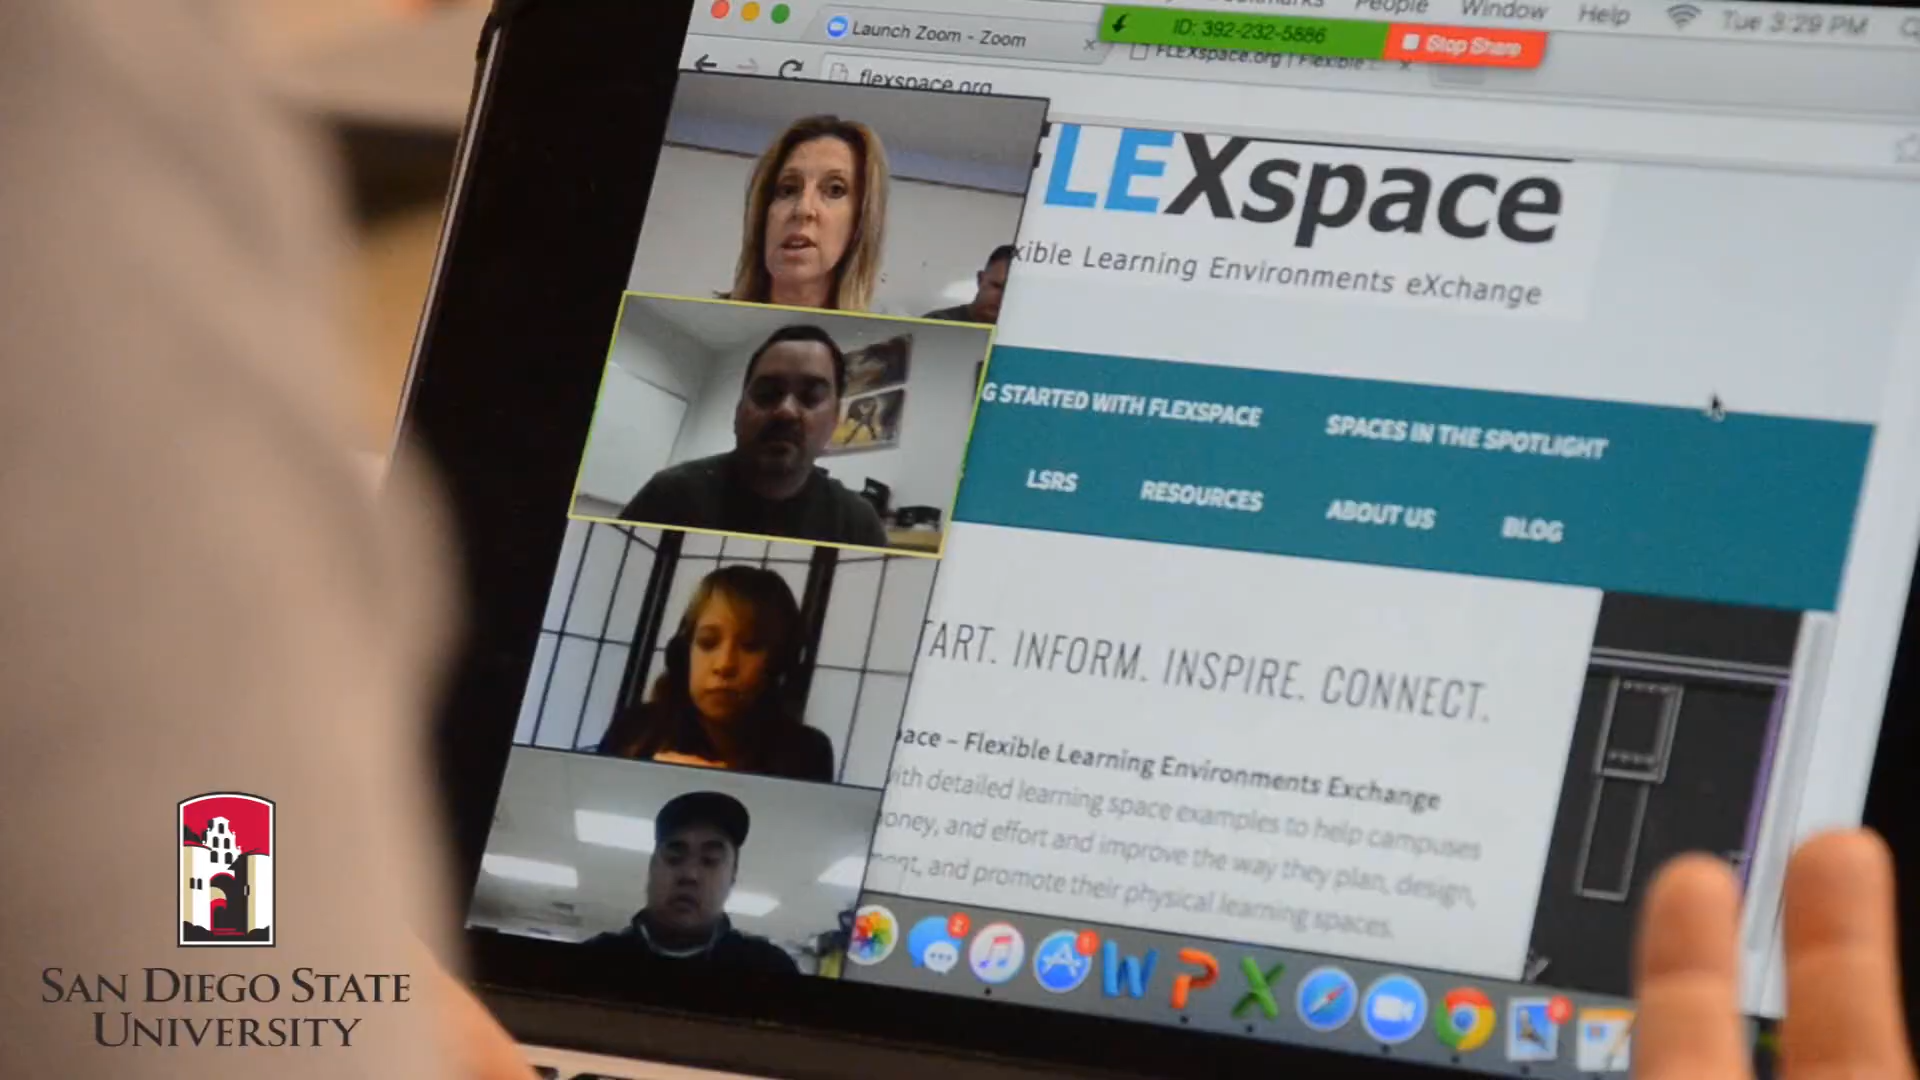 People Window Help Tue 3:29 PM
Launch Zoom - Zoom
ID: 392-232-5886
Stop Share
FLEXspace.org | Flexible
flexspace.org
FLEXspace
xible Learning Environments eXchange
G STARTED WITH FLEXSPACE
SPACES IN THE SPOTLIGHT
LSRS
RESOURCES
ABOUT US
BLOG
TART. INFORM. INSPIRE. CONNECT.
pace – Flexible Learning Environments Exchange
with detailed learning space examples to help campuses
oney, and effort and improve the way they plan, design,
and promote their physical learning spaces.
SAN DIEGO STATE
UNIVERSITY